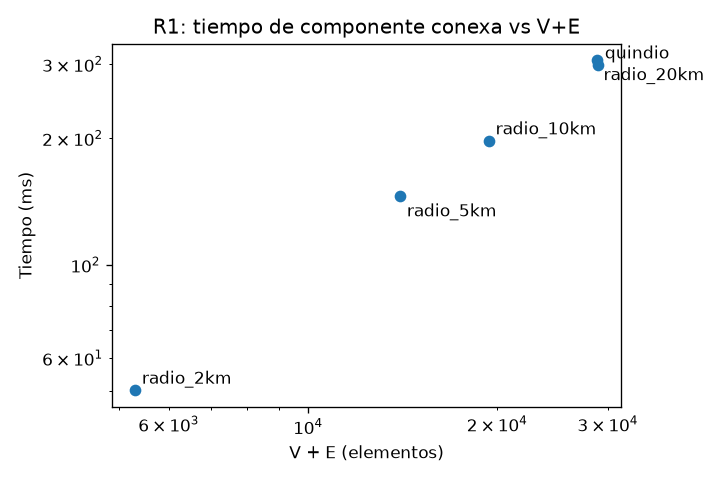 R1: tiempo de componente conexa vs V+E
quindio
3 × 10²
radio_20km
2 × 10²
radio_10km
radio_5km
Tiempo (ms)
10²
6 × 10¹
radio_2km
6 × 10³
10⁴
2 × 10⁴
3 × 10⁴
V + E (elementos)